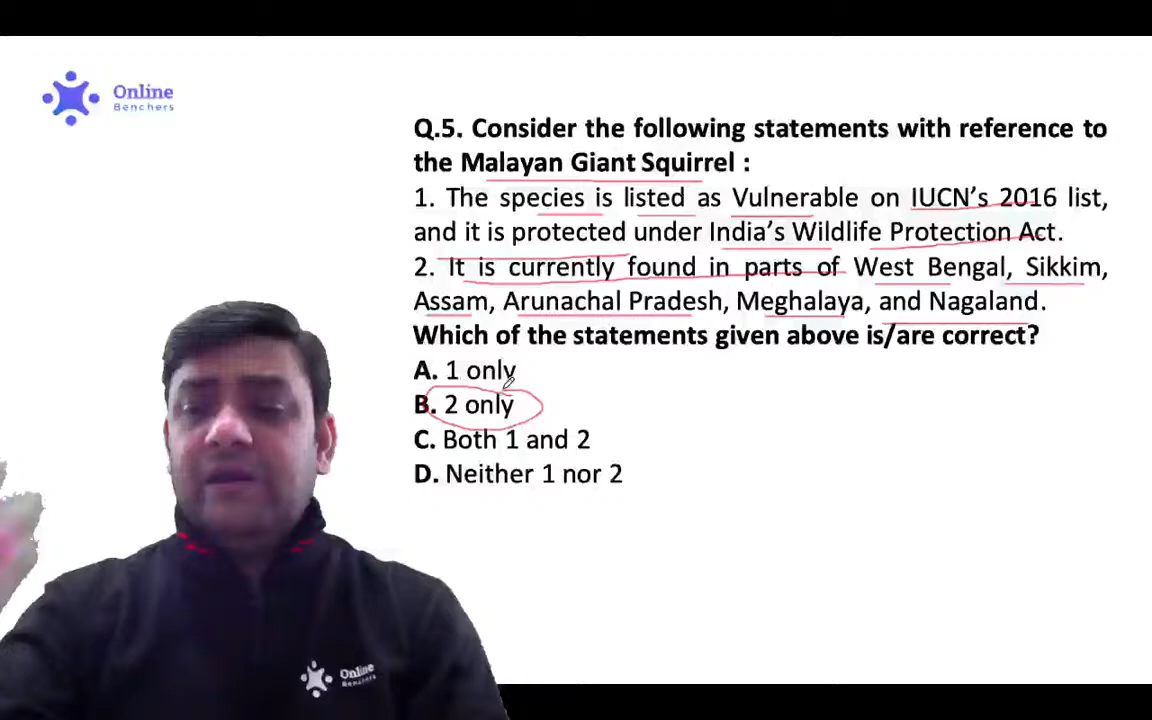 Online
Benchers
Q.5. Consider the following statements with reference to
the Malayan Giant Squirrel :
1. The species is listed as Vulnerable on IUCN's 2016 list,
and it is protected under India's Wildlife Protection Act.
2. It is currently found in parts of West Bengal, Sikkim,
Assam, Arunachal Pradesh, Meghalaya, and Nagaland.
Which of the statements given above is/are correct?
A. 1 only
B. 2 only
C. Both 1 and 2
D. Neither 1 nor 2
Online
Benchers